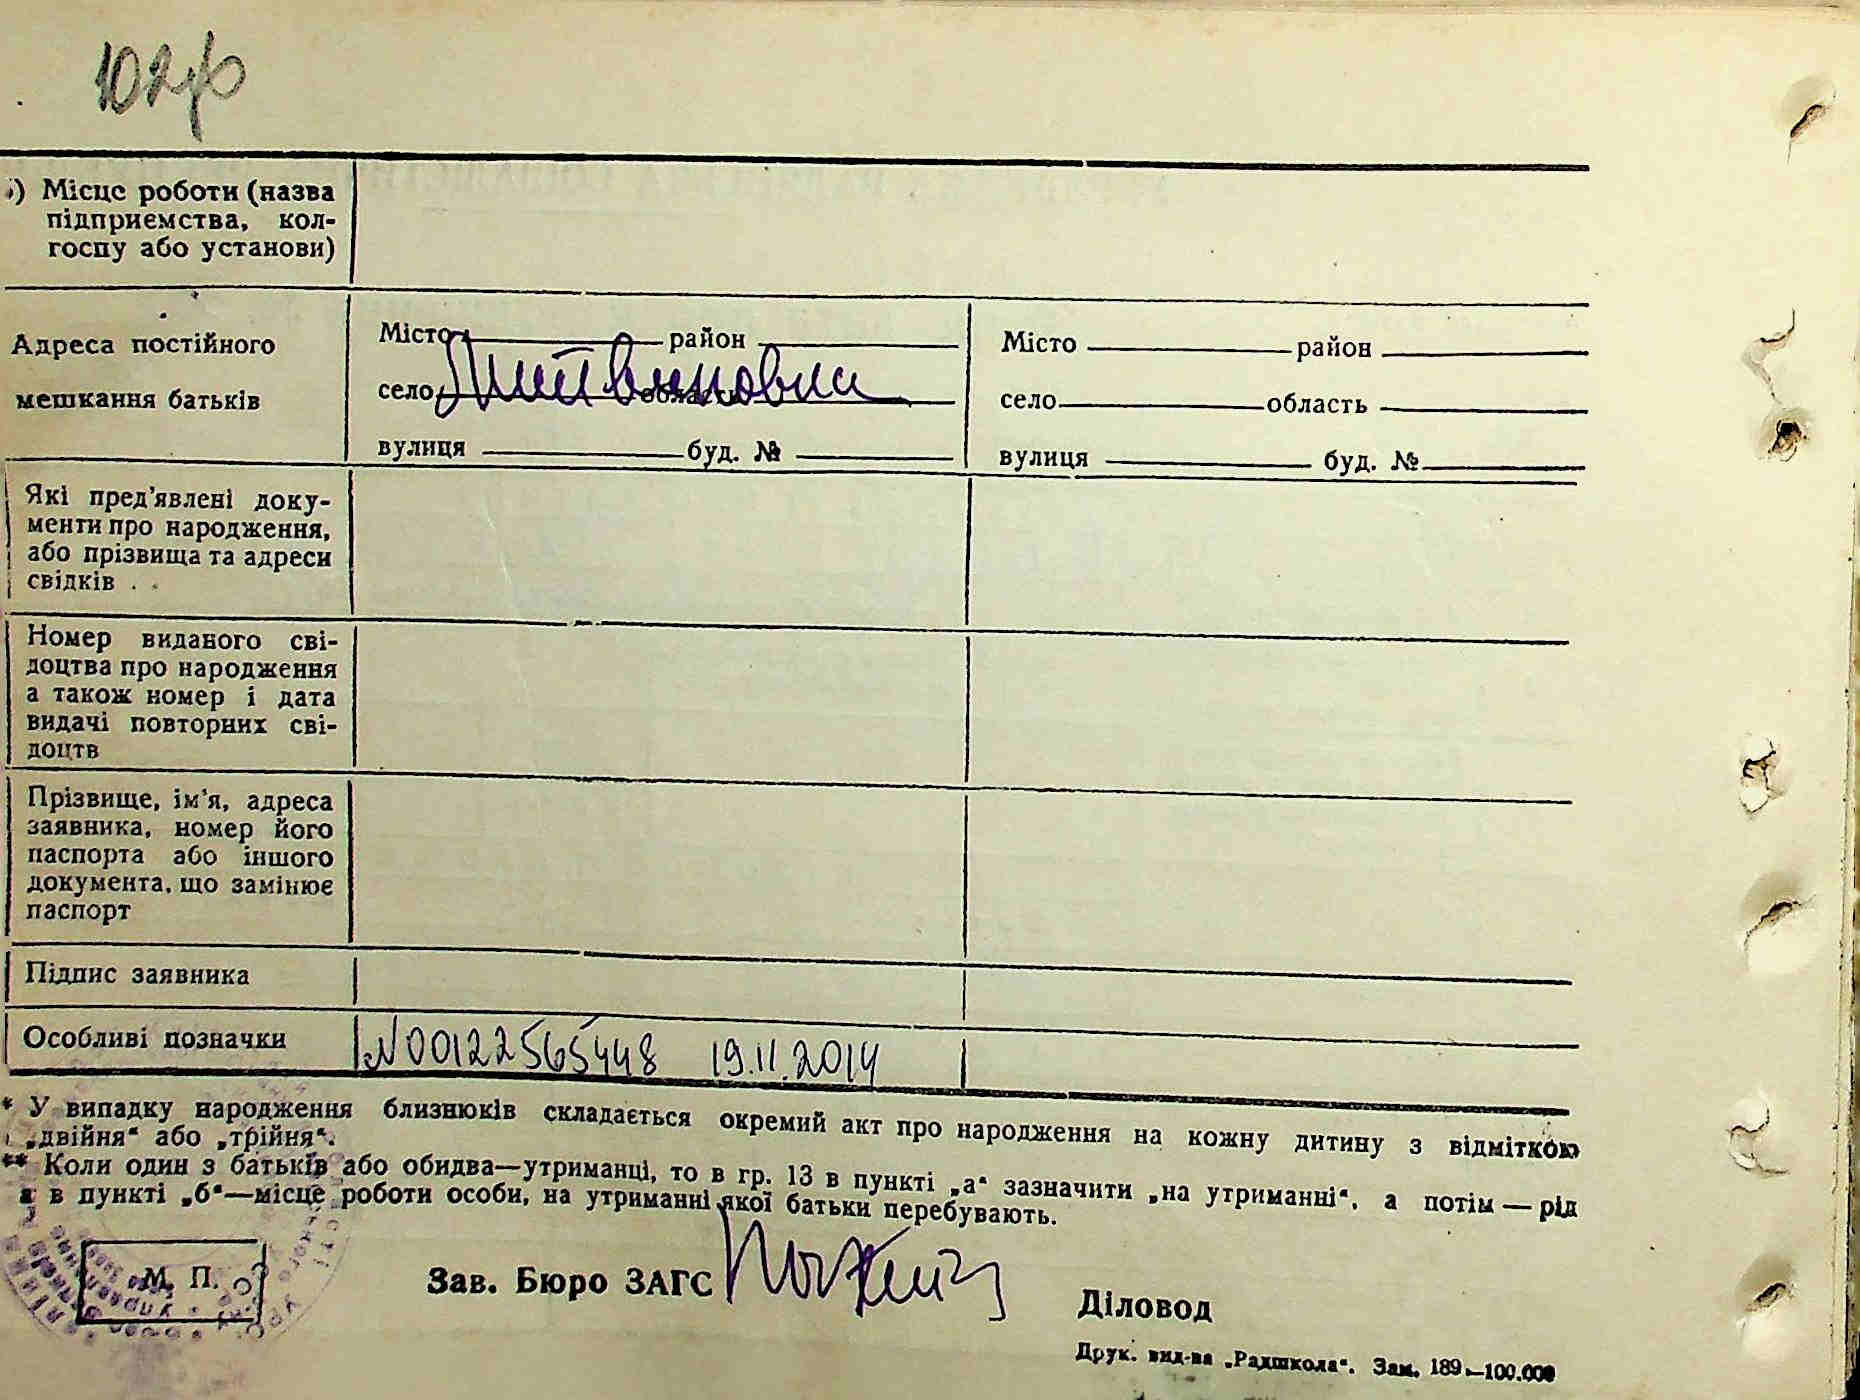 102
) Місце роботи (назва
підприємства, кол-
госпу або установи)
Адреса постійного
мешкання батьків
Місто район
село Литвиновка область
вулиця буд. №
Місто район
село область
вулиця буд. №
Які пред'явлені доку-
менти про народження,
або прізвища та адреси
свідків .
Номер виданого сві-
доцтва про народження
а також номер і дата
видачі повторних сві-
доцтв
Прізвище, ім'я, адреса
заявника, номер його
паспорта або іншого
документа, що замінює
паспорт
Підпис заявника
Особливі позначки
N00122565448 19.11.2014
* У випадку народження близнюків складається окремий акт про народження на кожну дитину з відміткою
„двійня“ або „трійня“.
** Коли один з батьків або обидва—утриманці, то в гр. 13 в пункті „а“ зазначити „на утриманні“, а потім — рід
а в пункті „б“—місце роботи особи, на утриманні якої батьки перебувають.
М. П.
Зав. Бюро ЗАГС
Діловод
Друк. вид-ва „Радшкола“. Зам. 189.—100.000